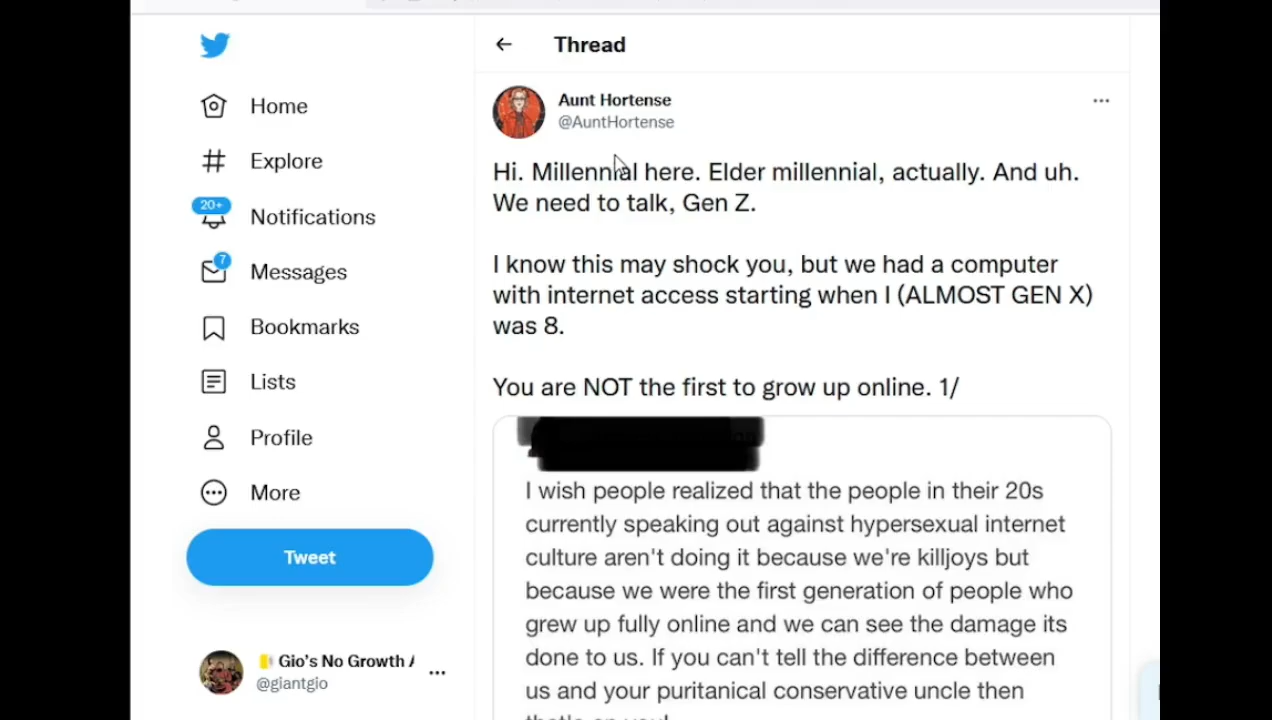 Thread
Aunt Hortense
@AuntHortense
Home
Explore
20+
Notifications
7
Messages
Bookmarks
Lists
Profile
More
Tweet
Gio's No Growth
@giantgio
Hi. Millennial here. Elder millennial, actually. And uh.
We need to talk, Gen Z.
I know this may shock you, but we had a computer
with internet access starting when I (ALMOST GEN X)
was 8.
You are NOT the first to grow up online. 1/
I wish people realized that the people in their 20s
currently speaking out against hypersexual internet
culture aren't doing it because we're killjoys but
because we were the first generation of people who
grew up fully online and we can see the damage its
done to us. If you can't tell the difference between
us and your puritanical conservative uncle then